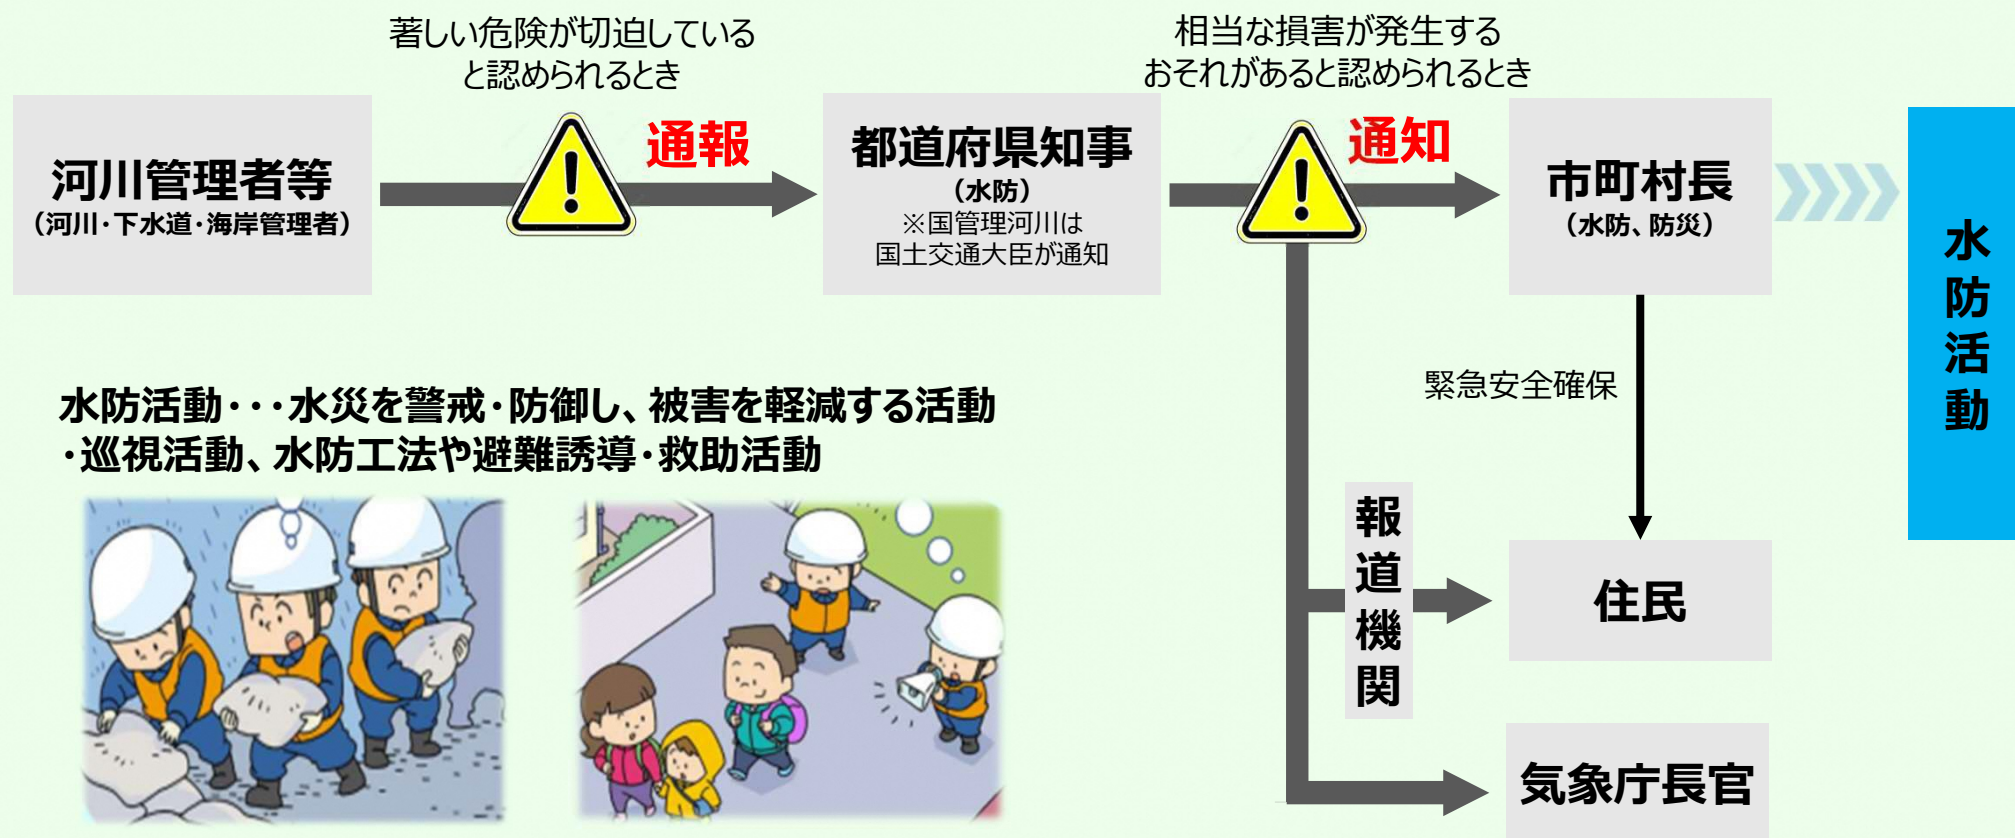 著しい危険が切迫している
と認められるとき
相当な損害が発生する
おそれがあると認められるとき
河川管理者等
（河川・下水道・海岸管理者）
通報
都道府県知事
（水防）
※国管理河川は
国土交通大臣が通知
通知
市町村長
（水防、防災）
水防活動
緊急安全確保
水防活動・・・水災を警戒・防御し、被害を軽減する活動
・巡視活動、水防工法や避難誘導・救助活動
報道機関
住民
気象庁長官